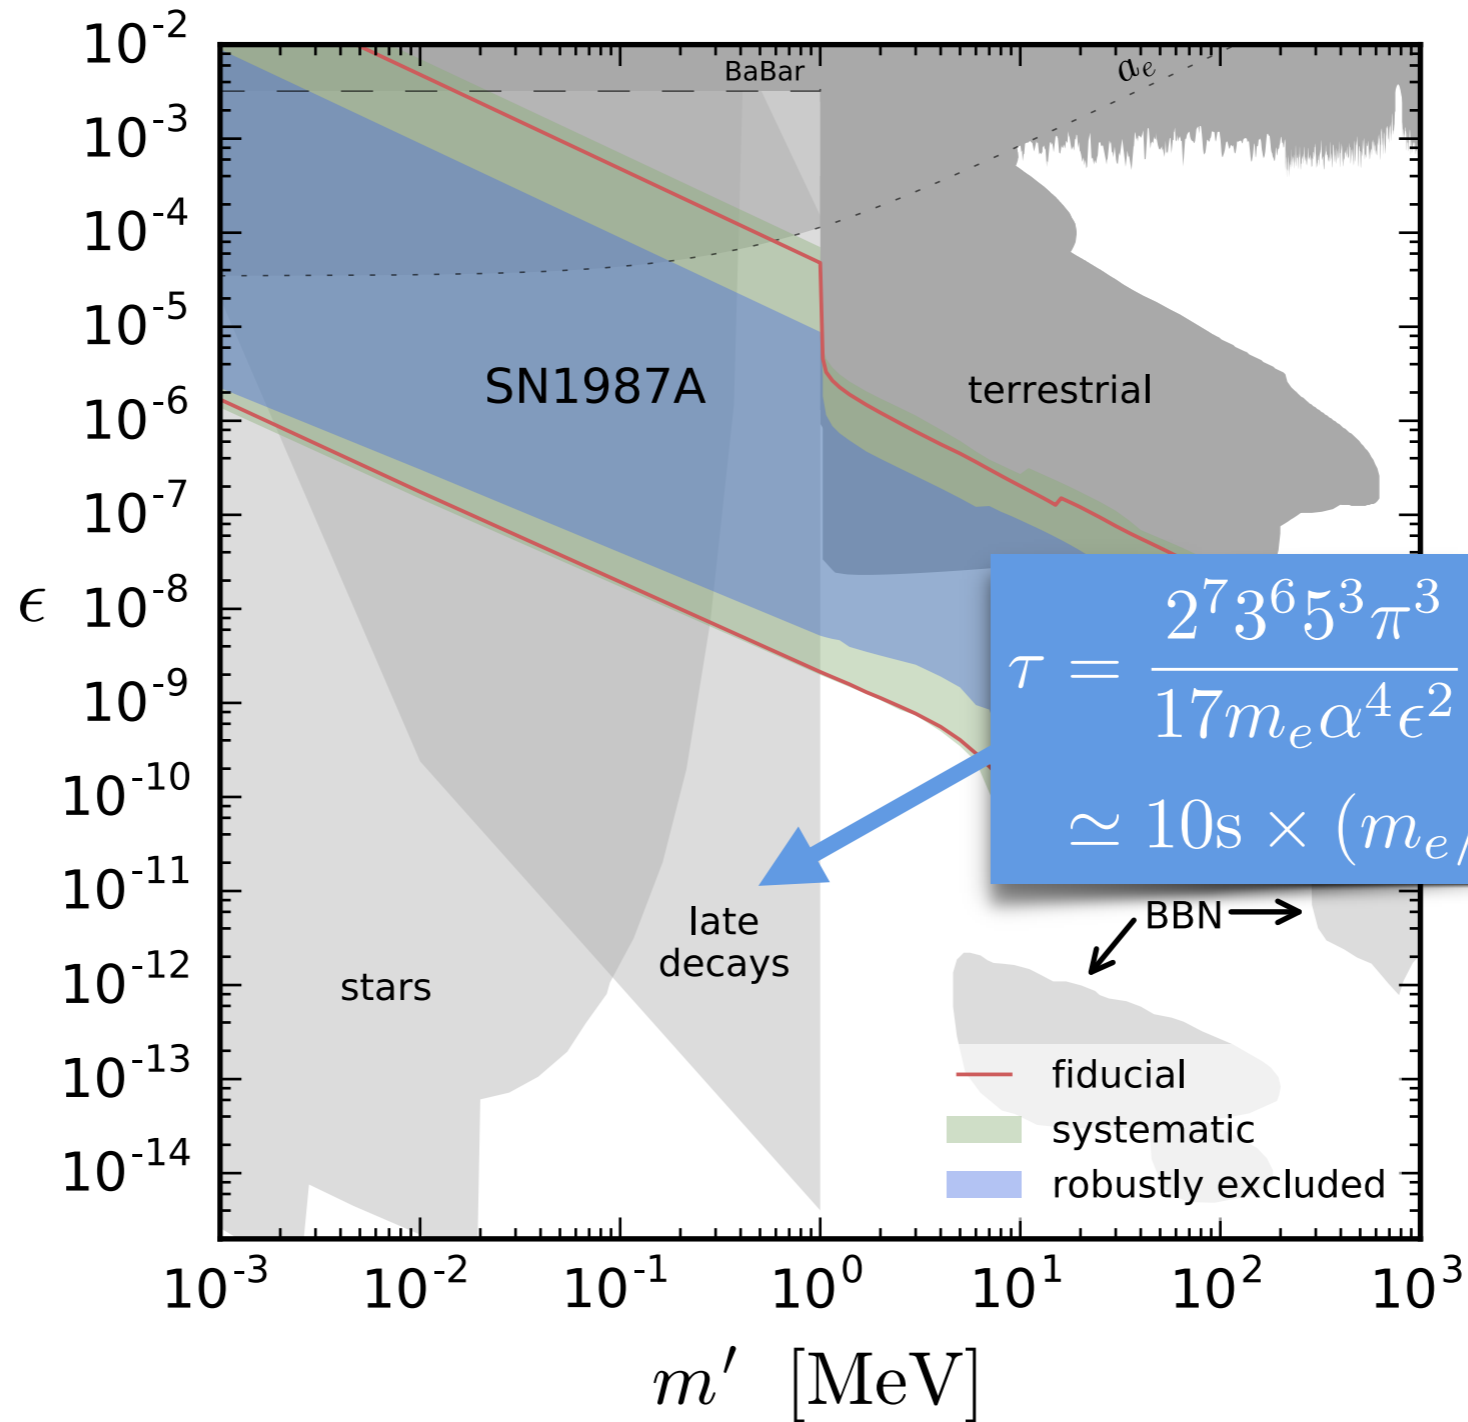 10⁻²
10⁻³
10⁻⁴
10⁻⁵
10⁻⁶
10⁻⁷
10⁻⁸
10⁻⁹
10⁻¹⁰
10⁻¹¹
10⁻¹²
10⁻¹³
10⁻¹⁴
ϵ
BaBar
aₑ
SN1987A
terrestrial
τ = 2⁷3⁶5³π³ / 17mₑα⁴ϵ²
≃ 10s × (mₑ/
BBN
late
decays
stars
fiducial
systematic
robustly excluded
10⁻³ 10⁻² 10⁻¹ 10⁰ 10¹ 10² 10³
m′ [MeV]